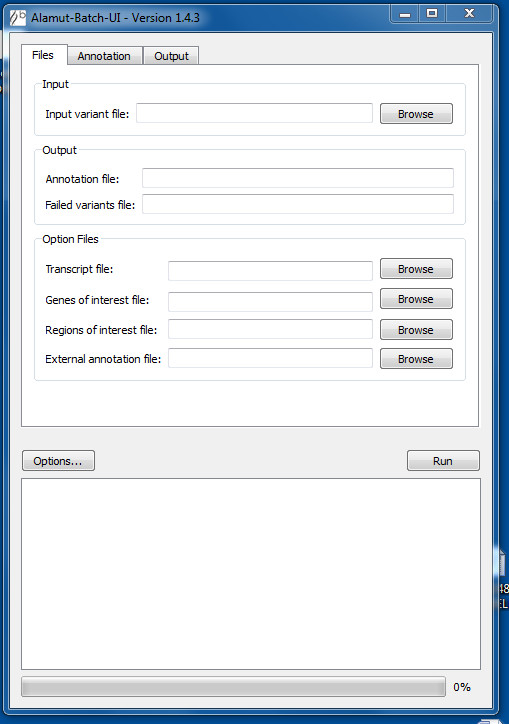 Alamut-Batch-UI - Version 1.4.3
Files Annotation Output
Input
Input variant file: Browse
Output
Annotation file:
Failed variants file:
Option Files
Transcript file: Browse
Genes of interest file: Browse
Regions of interest file: Browse
External annotation file: Browse
Options... Run
48
EL
0%